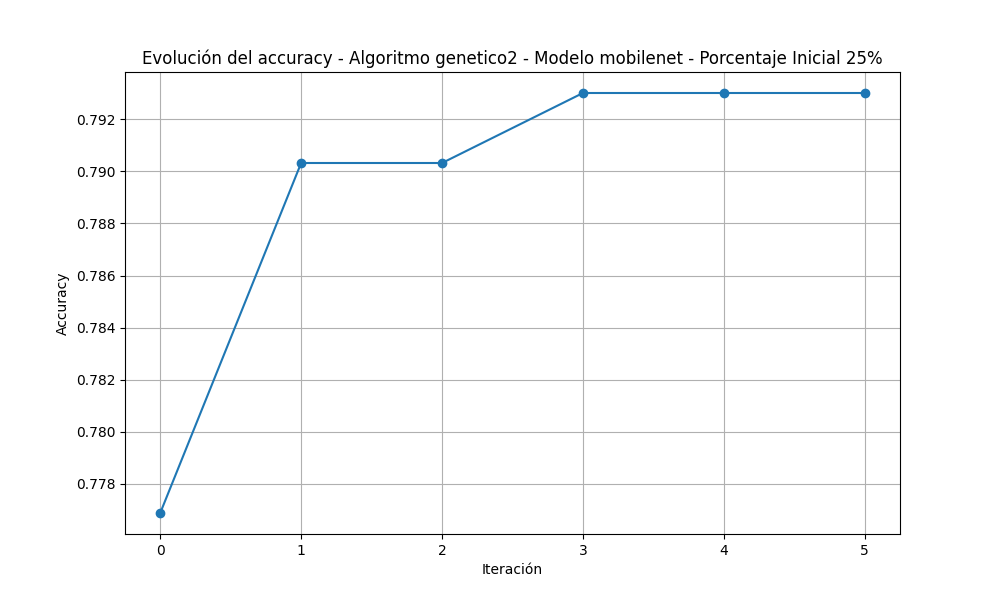 Evolución del accuracy - Algoritmo genetico2 - Modelo mobilenet - Porcentaje Inicial 25%
0.792
0.790
0.788
0.786
0.784
0.782
0.780
0.778
Accuracy
0 1 2 3 4 5
Iteración